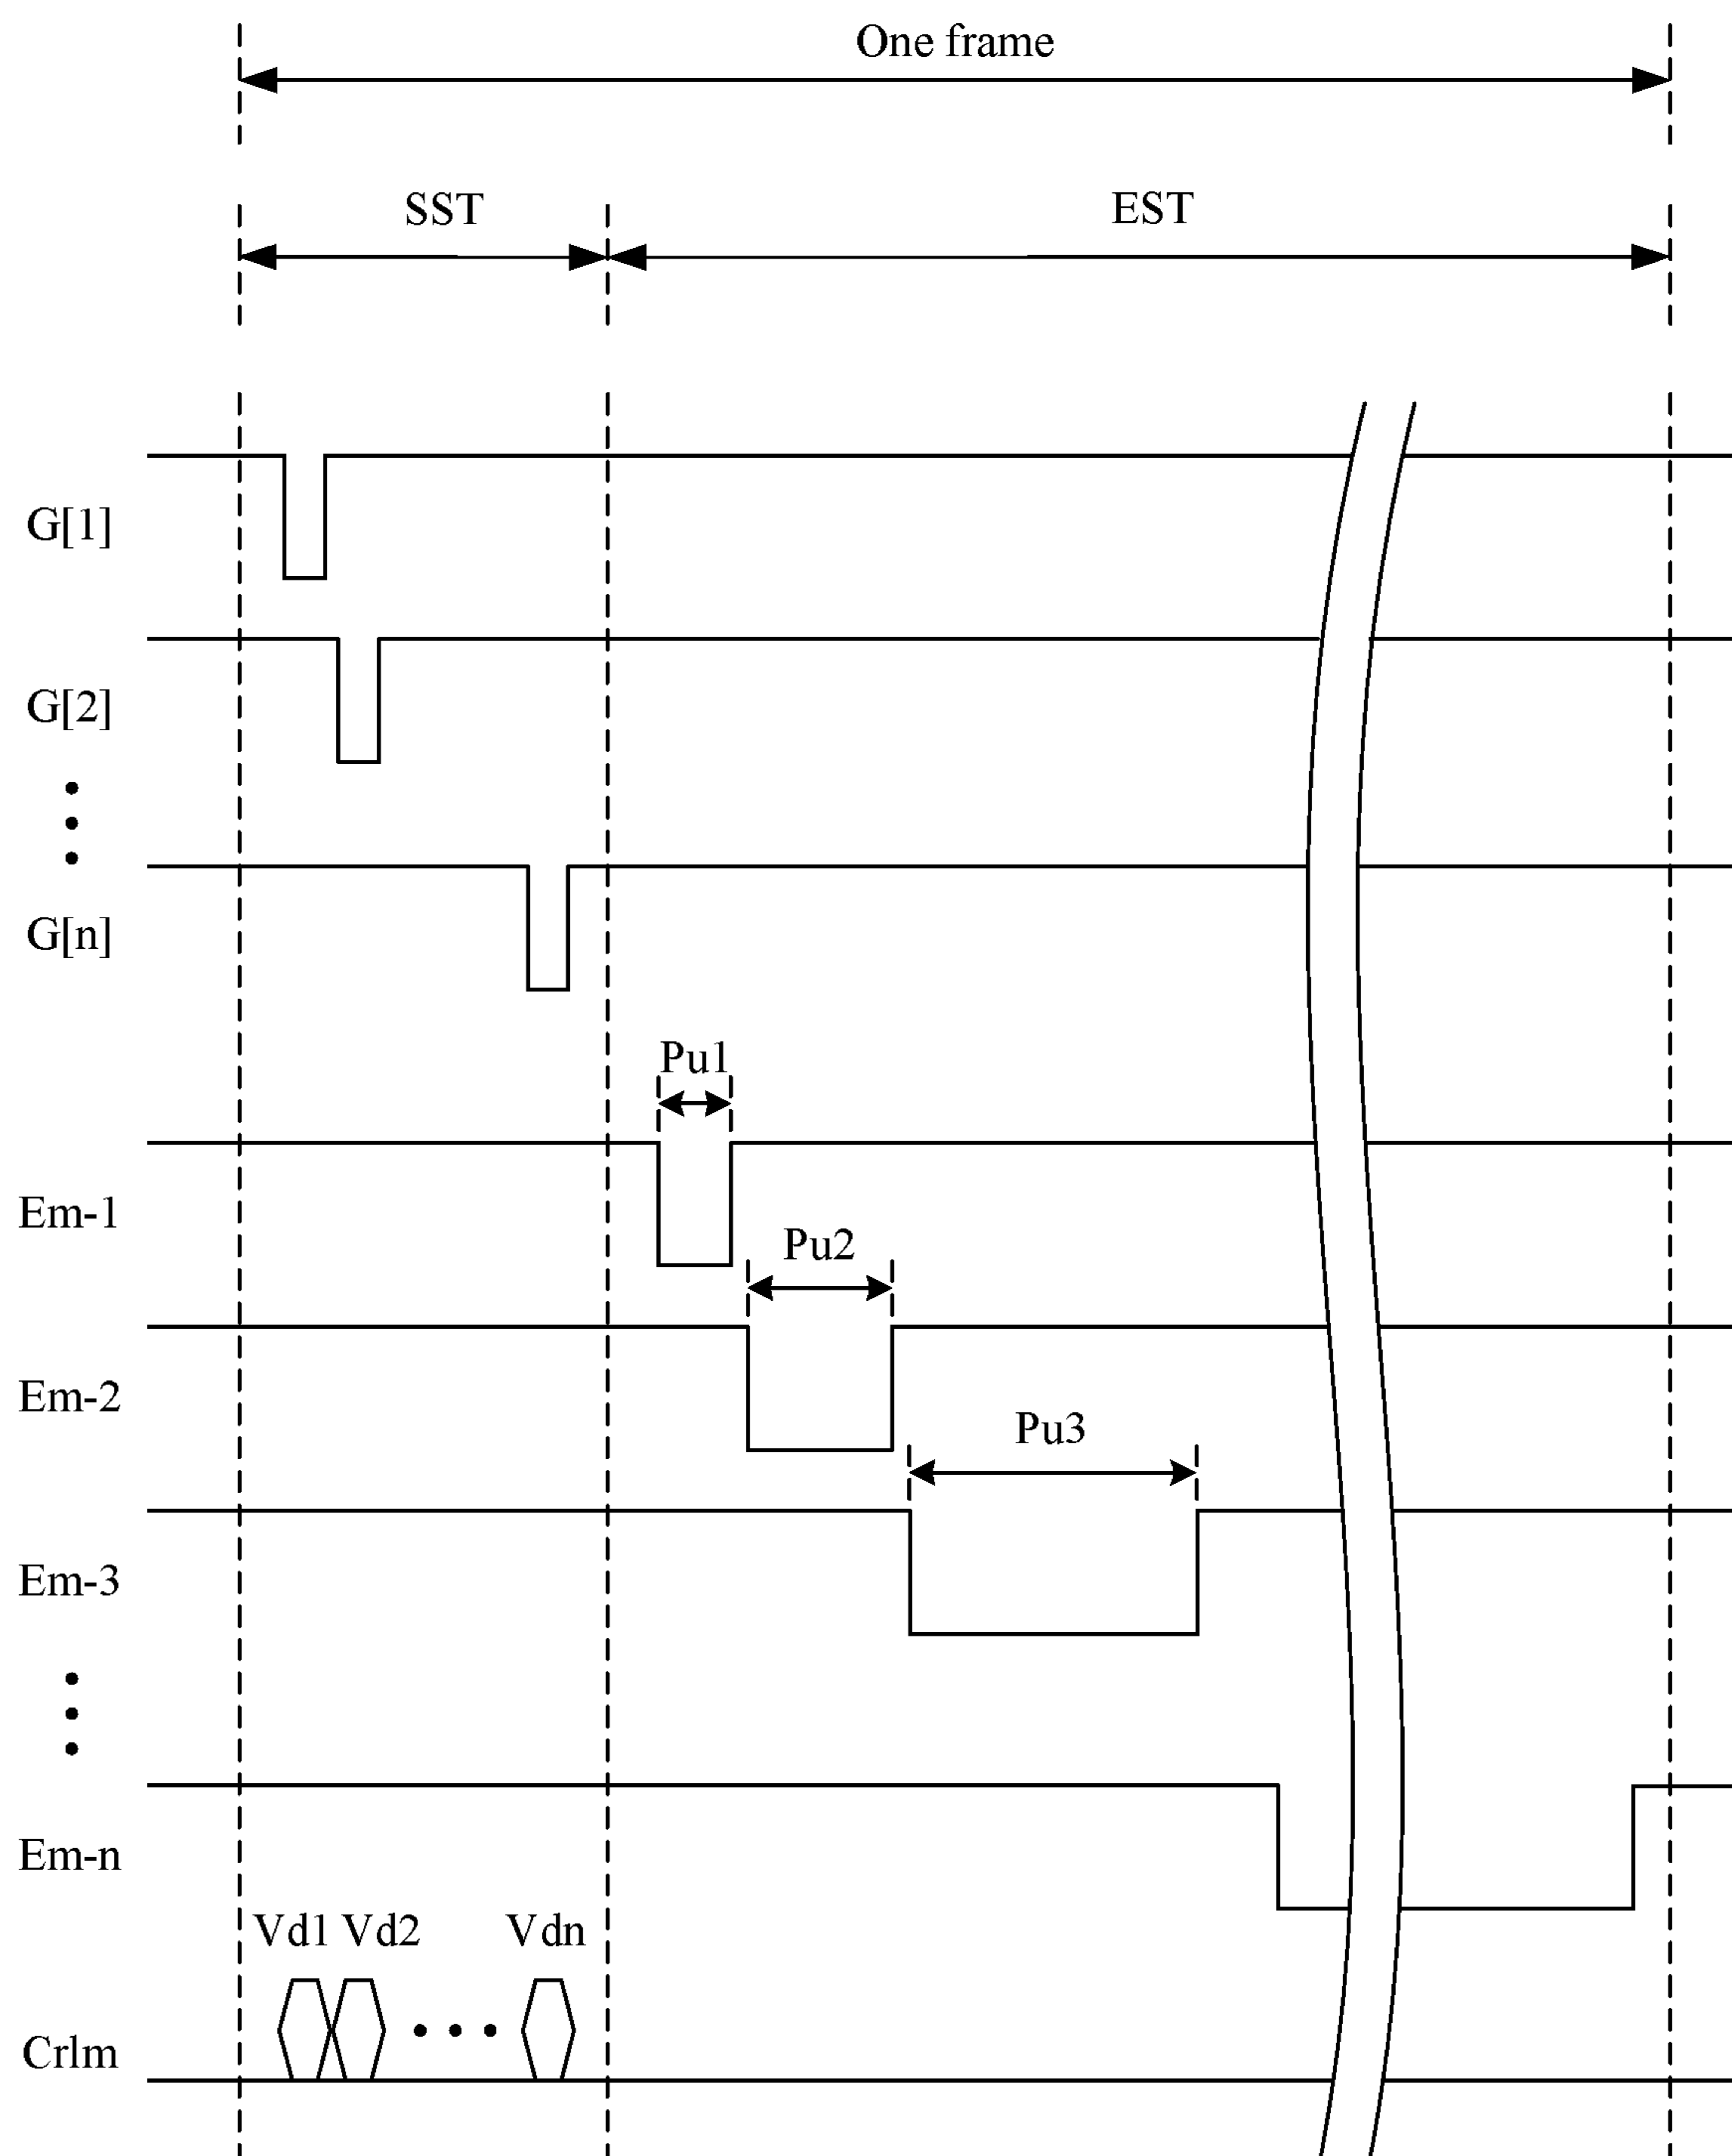 One frame
SST
EST
G[1]
G[2]
G[n]
Pu1
Em-1
Pu2
Em-2
Pu3
Em-3
Em-n
Vd1 Vd2 Vdn
Crlm